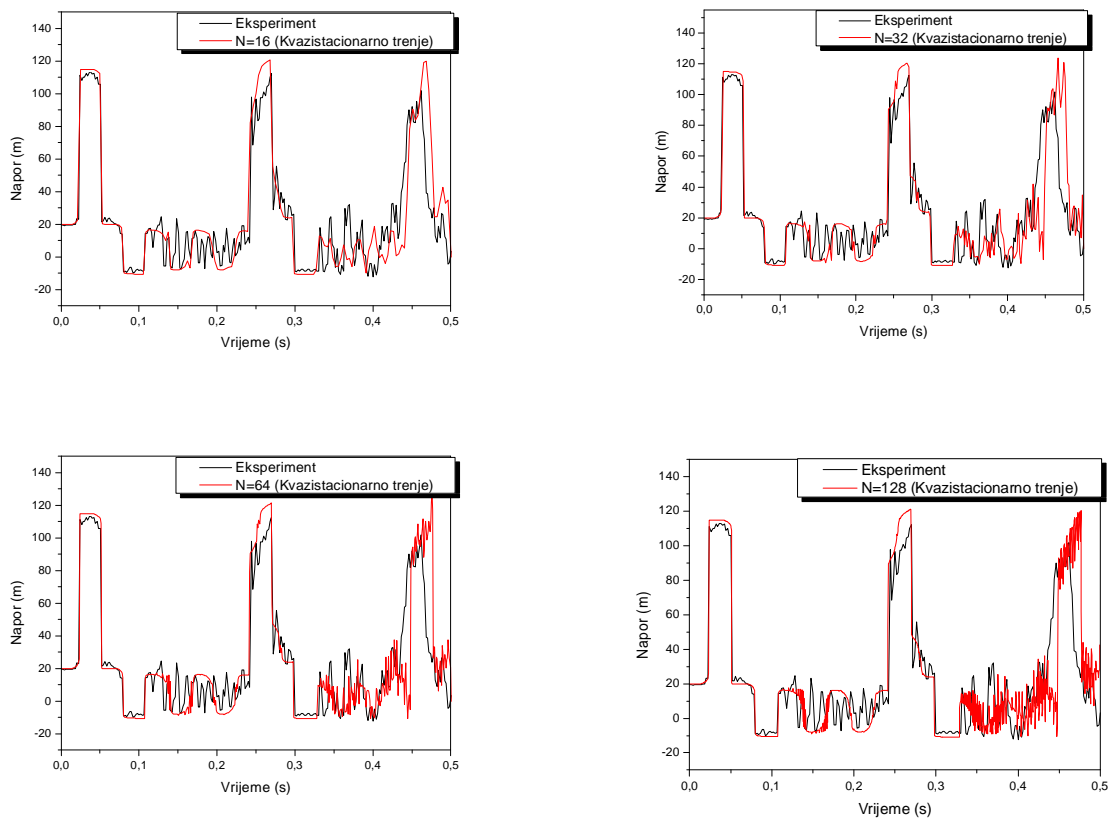 Eksperiment
N=16 (Kvazistacionarno trenje)
Napor (m)
140
120
100
80
60
40
20
0
-20
0,0 0,1 0,2 0,3 0,4 0,5
Vrijeme (s)
Eksperiment
N=32 (Kvazistacionarno trenje)
Napor (m)
140
120
100
80
60
40
20
0
-20
0,0 0,1 0,2 0,3 0,4 0,5
Vrijeme (s)
Eksperiment
N=64 (Kvazistacionarno trenje)
Napor (m)
140
120
100
80
60
40
20
0
-20
0,0 0,1 0,2 0,3 0,4 0,5
Vrijeme (s)
Eksperiment
N=128 (Kvazistacionarno trenje)
Napor (m)
140
120
100
80
60
40
20
0
-20
0,0 0,1 0,2 0,3 0,4 0,5
Vrijeme (s)